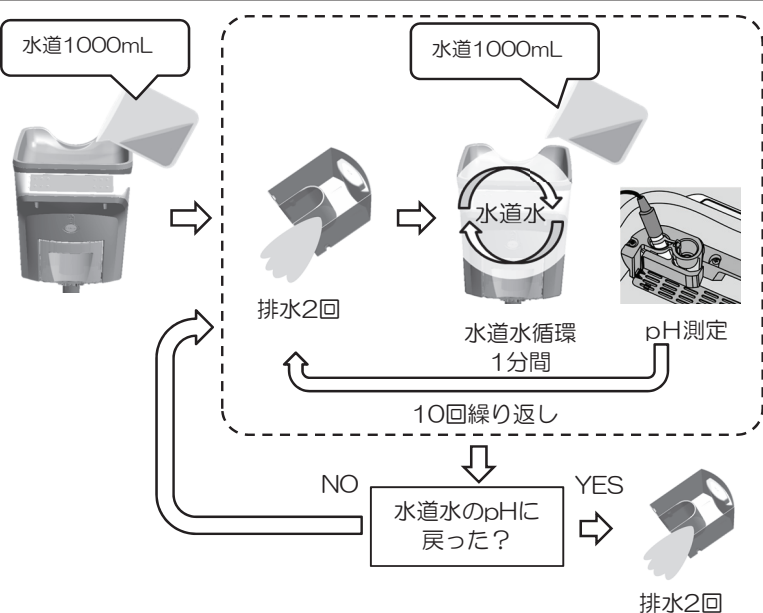 水道1000mL
水道1000mL
水道水
排水2回
水道水循環
1分間
pH測定
10回繰り返し
NO
水道水のpHに
戻った？
YES
排水2回